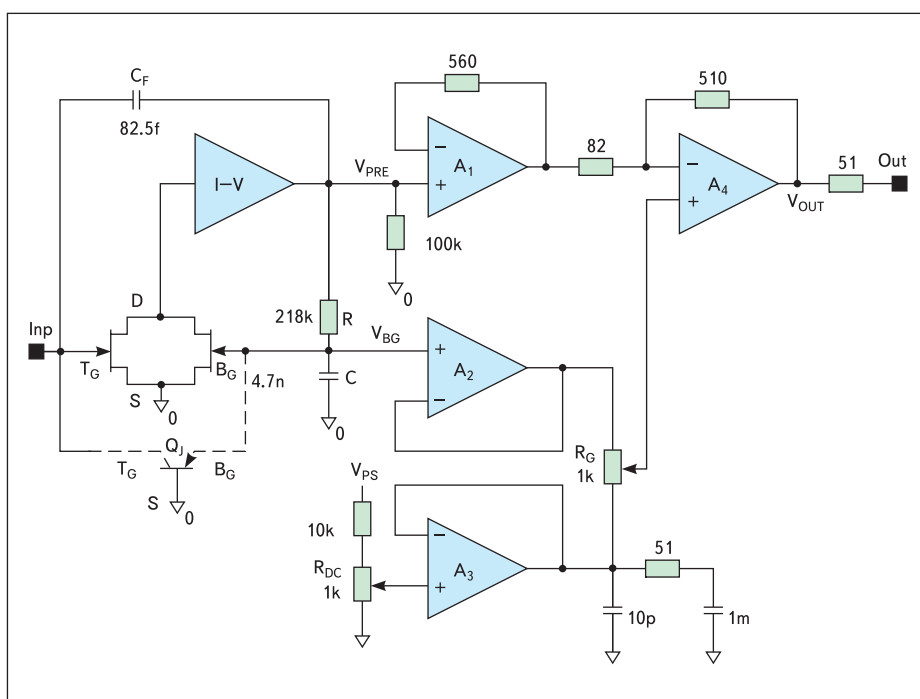 560
510
C_F
82.5f
82
51
Out
I–V
V_PRE
A_1
A_4
V_OUT
100k
0
D
218k
R
V_BG
Inp
T_G
B_G
4.7n
C
A_2
S
0
0
Q_J
T_G
B_G
S
0
V_PS
R_G
1k
10k
R_DC
1k
A_3
51
10p
1m